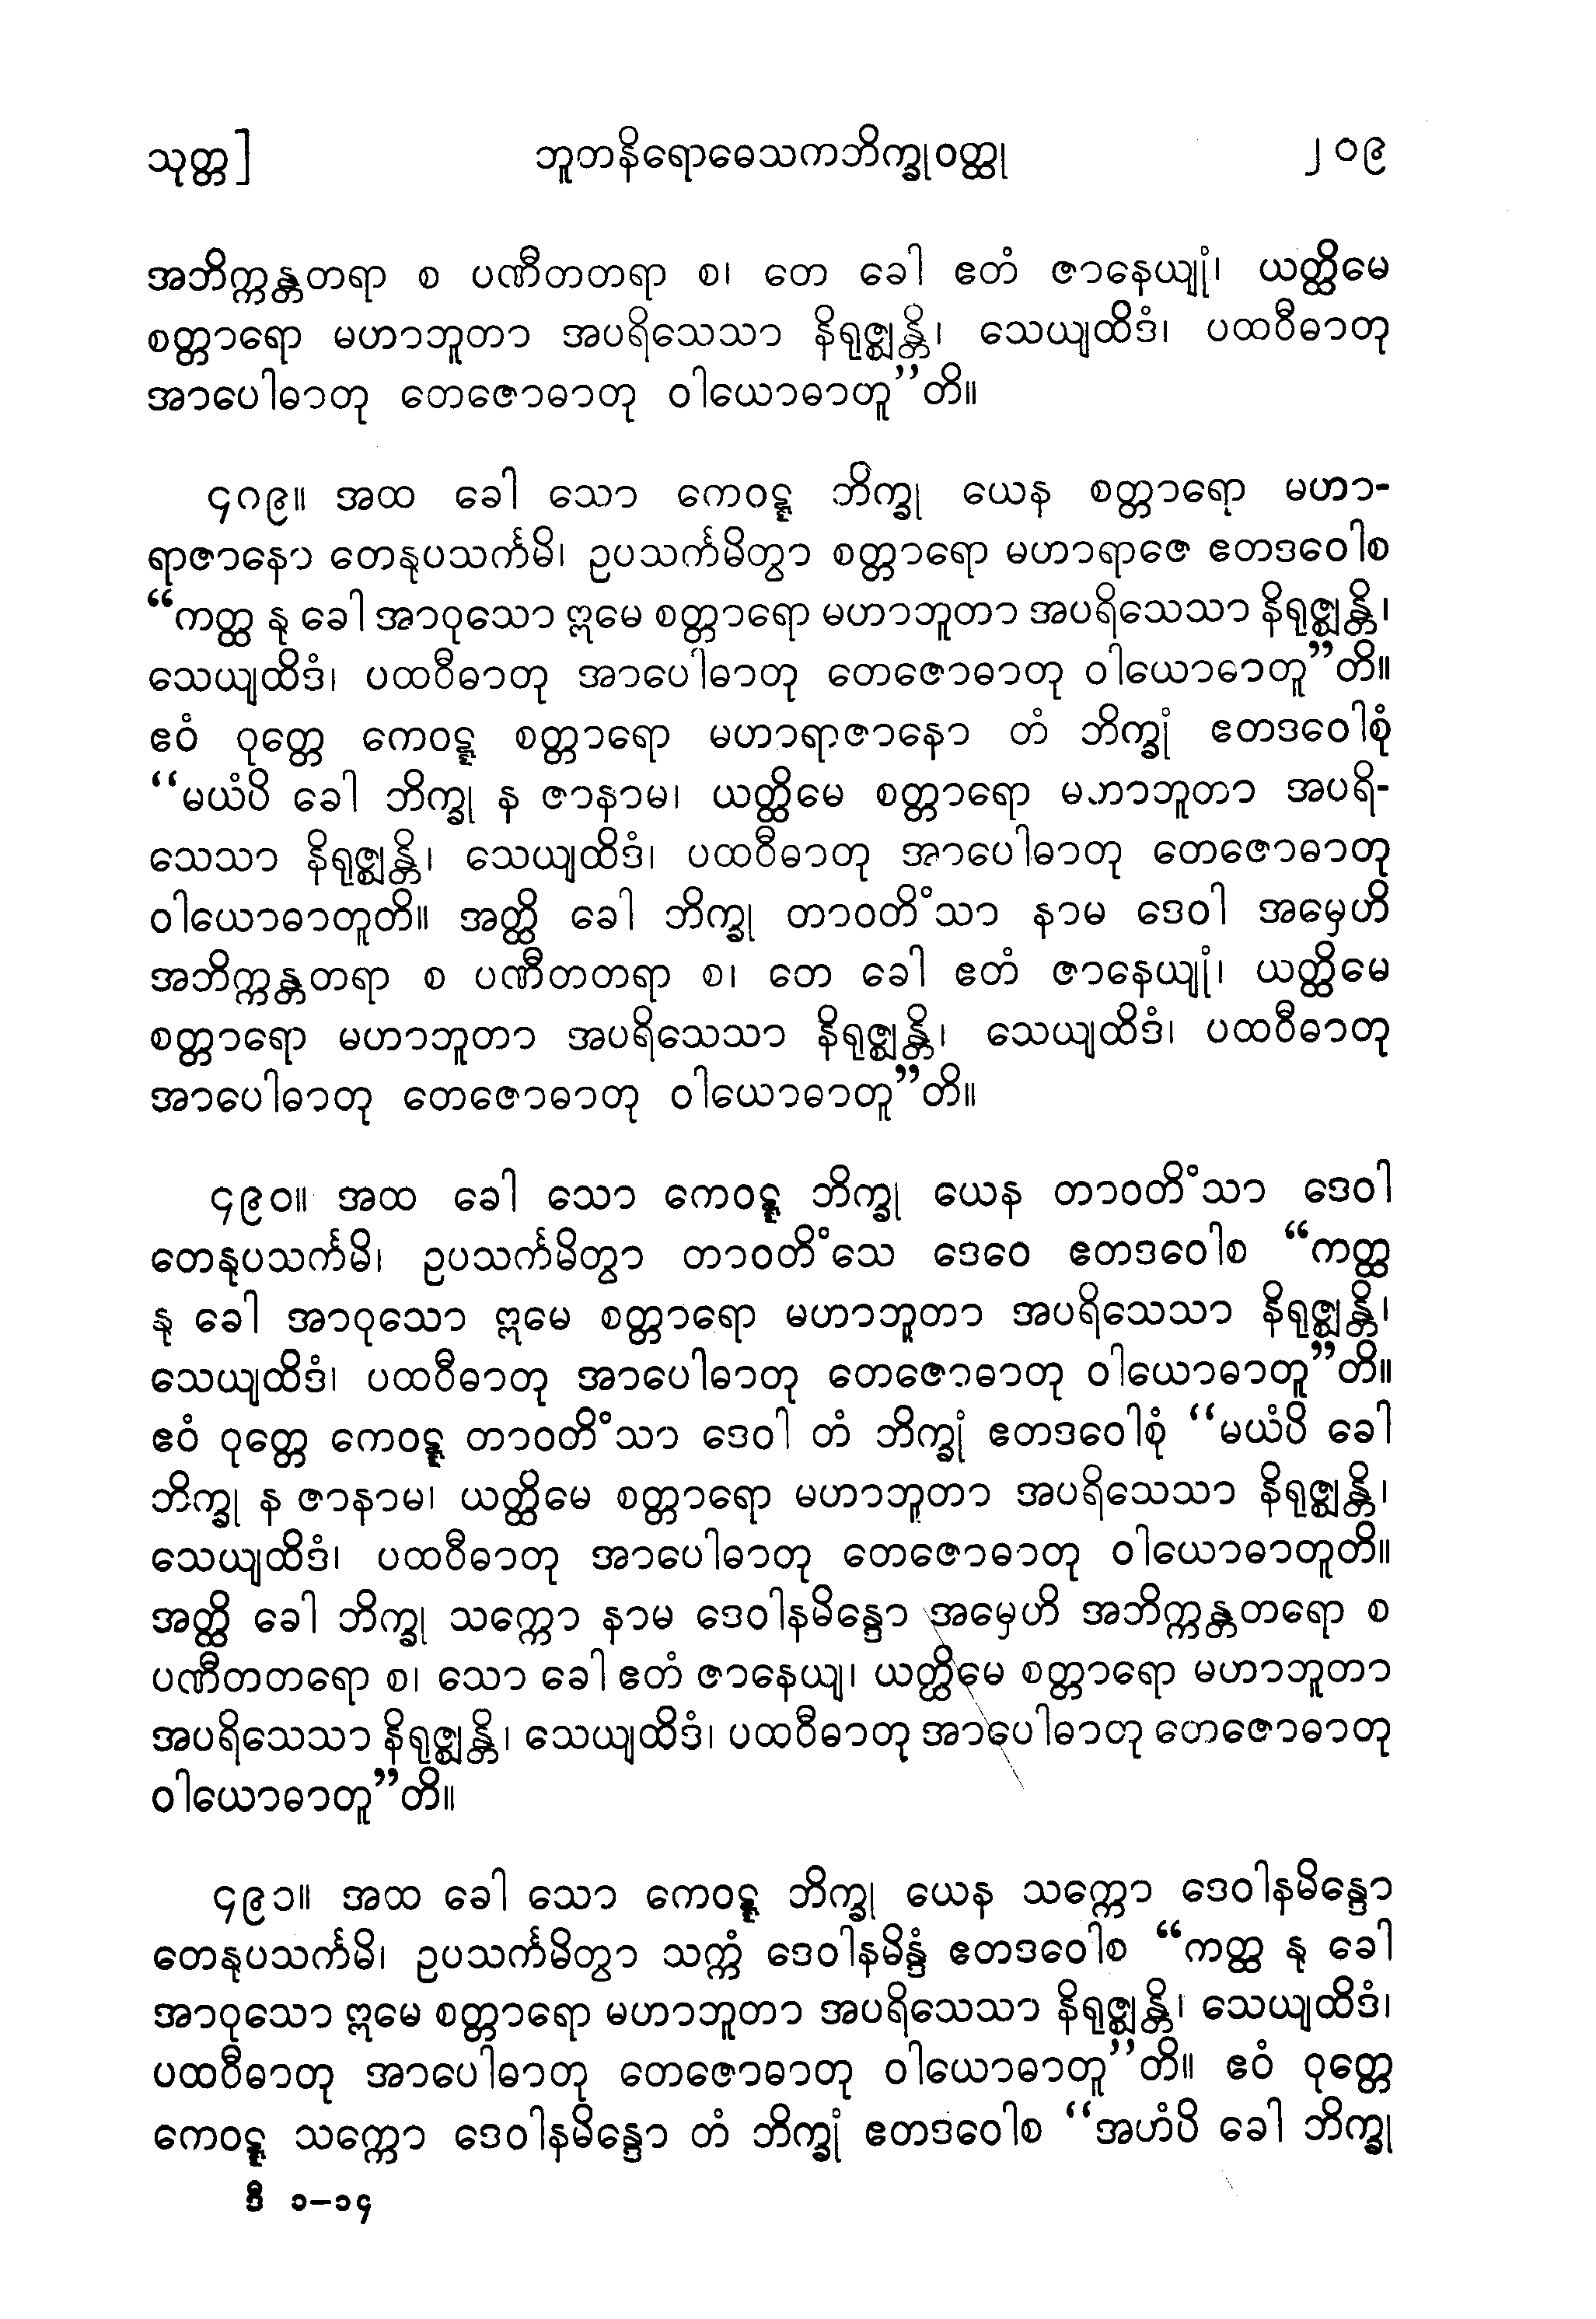 သုတ္တ] ဘူတနိရောဓေသကဘိက္ခုဝတ္ထု ၂၀၉
အဘိက္ကန္တတရာ စ ပဏီတတရာ စ၊ တေ ခေါ ဧတံ ဇာနေယျုံ၊ ယတ္ထိမေ
စတ္တာရော မဟာဘူတာ အပရိသေသာ နိရုဇ္ဈန္တိ၊ သေယျထိဒံ၊ ပထဝီဓာတု
အာပေါဓာတု တေဇောဓာတု ဝါယောဓာတူ”တိ။
၄၈၉။ အထ ခေါ သော ကေဝဋ္ဋ ဘိက္ခု ယေန စတ္တာရော မဟာ-
ရာဇာနော တေနုပသင်္ကမိ၊ ဥပသင်္ကမိတွာ စတ္တာရော မဟာရာဇေ ဧတဒဝေါစ
“ကတ္ထ နု ခေါ အာဝုသော ဣမေ စတ္တာရော မဟာဘူတာ အပရိသေသာ နိရုဇ္ဈန္တိ၊
သေယျထိဒံ၊ ပထဝီဓာတု အာပေါဓာတု တေဇောဓာတု ဝါယောဓာတူ”တိ။
ဧဝံ ဝုတ္တေ ကေဝဋ္ဋ စတ္တာရော မဟာရာဇာနော တံ ဘိက္ခုံ ဧတဒဝေါစုံ
“မယံပိ ခေါ ဘိက္ခု န ဇာနာမ၊ ယတ္ထိမေ စတ္တာရော မဟာဘူတာ အပရိ-
သေသာ နိရုဇ္ဈန္တိ၊ သေယျထိဒံ၊ ပထဝီဓာတု အာပေါဓာတု တေဇောဓာတု
ဝါယောဓာတူတိ။ အတ္ထိ ခေါ ဘိက္ခု တာဝတိံသာ နာမ ဒေဝါ အမှေဟိ
အဘိက္ကန္တတရာ စ ပဏီတတရာ စ၊ တေ ခေါ ဧတံ ဇာနေယျုံ၊ ယတ္ထိမေ
စတ္တာရော မဟာဘူတာ အပရိသေသာ နိရုဇ္ဈန္တိ၊ သေယျထိဒံ၊ ပထဝီဓာတု
အာပေါဓာတု တေဇောဓာတု ဝါယောဓာတူ”တိ။
၄၉၀။ အထ ခေါ သော ကေဝဋ္ဋ ဘိက္ခု ယေန တာဝတိံသာ ဒေဝါ
တေနုပသင်္ကမိ၊ ဥပသင်္ကမိတွာ တာဝတိံသေ ဒေဝေ ဧတဒဝေါစ “ကတ္ထ
နု ခေါ အာဝုသော ဣမေ စတ္တာရော မဟာဘူတာ အပရိသေသာ နိရုဇ္ဈန္တိ၊
သေယျထိဒံ၊ ပထဝီဓာတု အာပေါဓာတု တေဇောဓာတု ဝါယောဓာတူ”တိ။
ဧဝံ ဝုတ္တေ ကေဝဋ္ဋ တာဝတိံသာ ဒေဝါ တံ ဘိက္ခုံ ဧတဒဝေါစုံ “မယံပိ ခေါ
ဘိက္ခု န ဇာနာမ၊ ယတ္ထိမေ စတ္တာရော မဟာဘူတာ အပရိသေသာ နိရုဇ္ဈန္တိ၊
သေယျထိဒံ၊ ပထဝီဓာတု အာပေါဓာတု တေဇောဓာတု ဝါယောဓာတူတိ။
အတ္ထိ ခေါ ဘိက္ခု သက္ကော နာမ ဒေဝါနမိန္ဒော အမှေဟိ အဘိက္ကန္တတရော စ
ပဏီတတရော စ၊ သော ခေါ ဧတံ ဇာနေယျ၊ ယတ္ထိမေ စတ္တာရော မဟာဘူတာ
အပရိသေသာ နိရုဇ္ဈန္တိ၊ သေယျထိဒံ၊ ပထဝီဓာတု အာပေါဓာတု တေဇောဓာတု
ဝါယောဓာတူ”တိ။
၄၉၁။ အထ ခေါ သော ကေဝဋ္ဋ ဘိက္ခု ယေန သက္ကော ဒေဝါနမိန္ဒော
တေနုပသင်္ကမိ၊ ဥပသင်္ကမိတွာ သက္ကံ ဒေဝါနမိန္ဒံ ဧတဒဝေါစ “ကတ္ထ နု ခေါ
အာဝုသော ဣမေ စတ္တာရော မဟာဘူတာ အပရိသေသာ နိရုဇ္ဈန္တိ၊ သေယျထိဒံ၊
ပထဝီဓာတု အာပေါဓာတု တေဇောဓာတု ဝါယောဓာတူ”တိ။ ဧဝံ ဝုတ္တေ
ကေဝဋ္ဋ သက္ကော ဒေဝါနမိန္ဒော တံ ဘိက္ခုံ ဧတဒဝေါစ “အဟံပိ ခေါ ဘိက္ခု
ဒီ ၁–၁၄